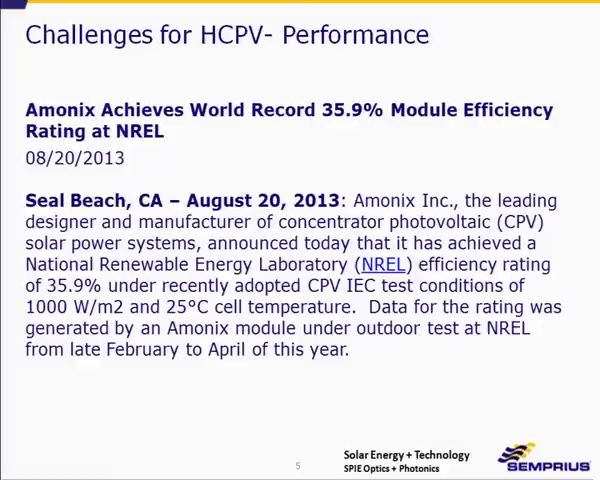 Challenges for HCPV- Performance
Amonix Achieves World Record 35.9% Module Efficiency
Rating at NREL
08/20/2013
Seal Beach, CA – August 20, 2013: Amonix Inc., the leading
designer and manufacturer of concentrator photovoltaic (CPV)
solar power systems, announced today that it has achieved a
National Renewable Energy Laboratory (NREL) efficiency rating
of 35.9% under recently adopted CPV IEC test conditions of
1000 W/m2 and 25°C cell temperature.  Data for the rating was
generated by an Amonix module under outdoor test at NREL
from late February to April of this year.
5
Solar Energy + Technology
SPIE Optics + Photonics
SEMPRIUS